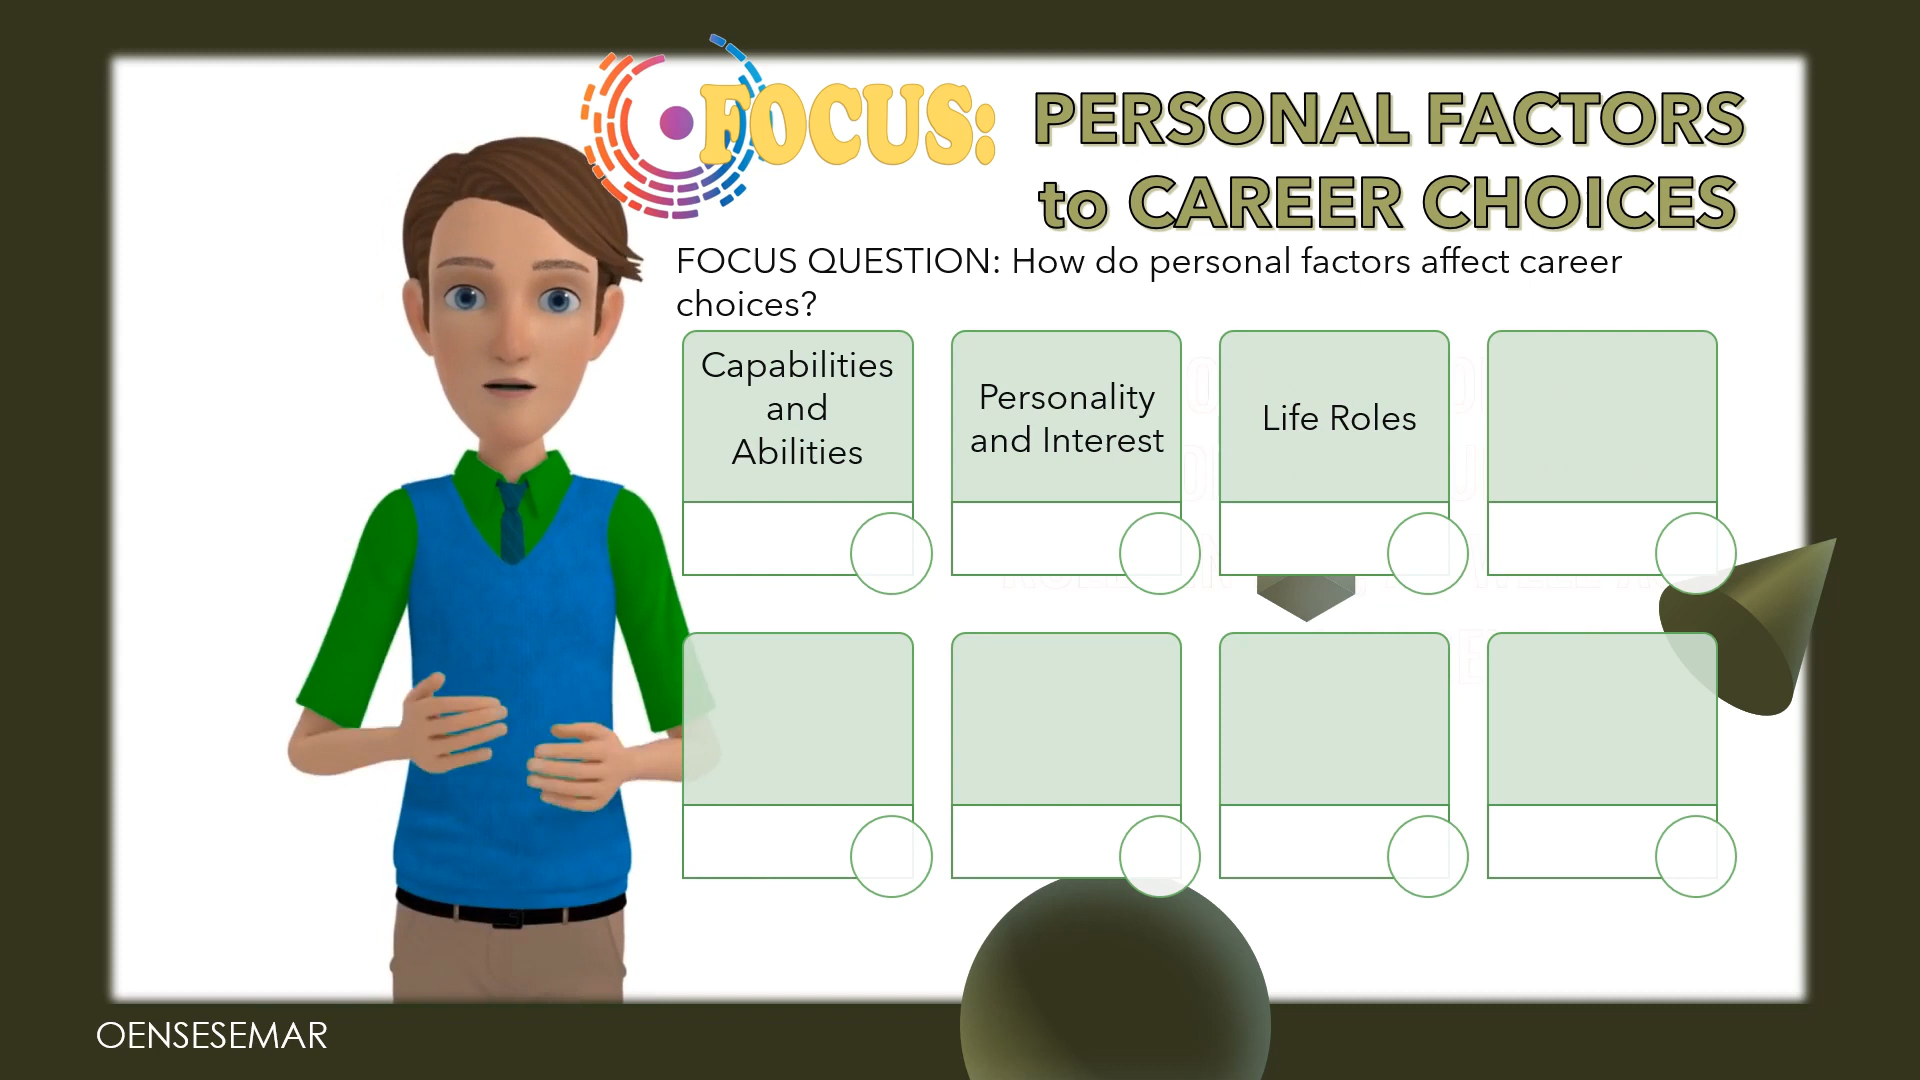 FOCUS:
PERSONAL FACTORS
to CAREER CHOICES
FOCUS QUESTION: How do personal factors affect career
choices?
Capabilities
and
Abilities
Personality
and Interest
Life Roles
OENSESEMAR